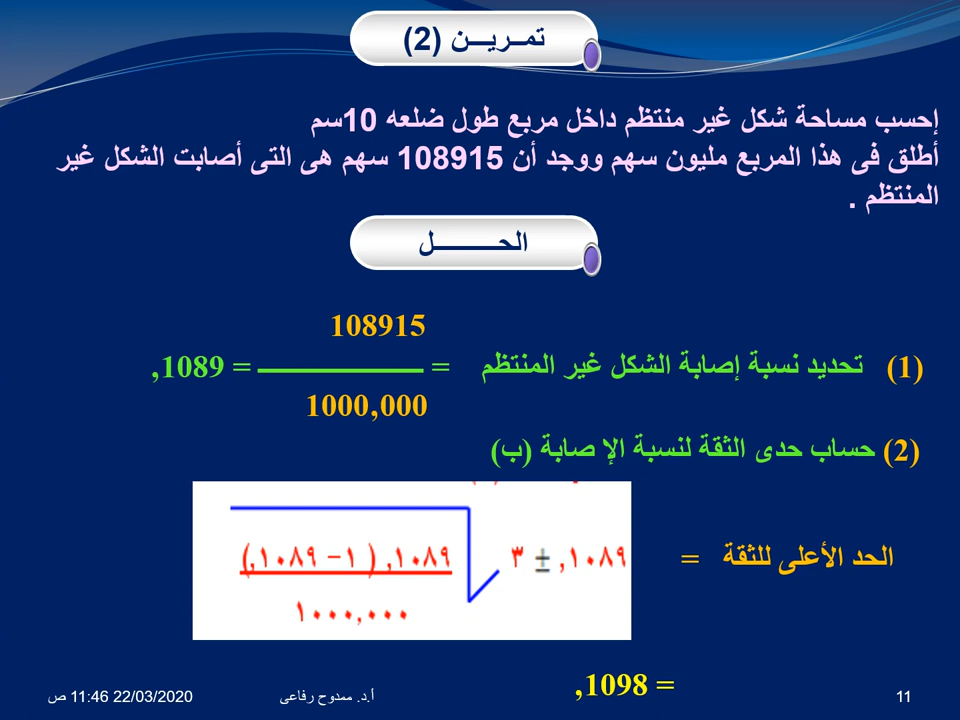 تمــريـــن (2)
إحسب مساحة شكل غير منتظم داخل مربع طول ضلعه 10سم
أطلق فى هذا المربع مليون سهم ووجد أن 108915 سهم هى التى أصابت الشكل غير
المنتظم .
الحـــــــــل
108915
(1) تحديد نسبة إصابة الشكل غير المنتظم = ـــــــــــــــــ = 1089,
1000,000
(2) حساب حدى الثقة لنسبة الإ صابة (ب)
الحد الأعلى للثقة =
١٠٨٩, ± ٣ ١٠٨٩, ( ١– ١٠٨٩,)
١٠٠٠,٠٠٠
= 1098,
11
أ.د. ممدوح رفاعى
22/03/2020 11:46 ص